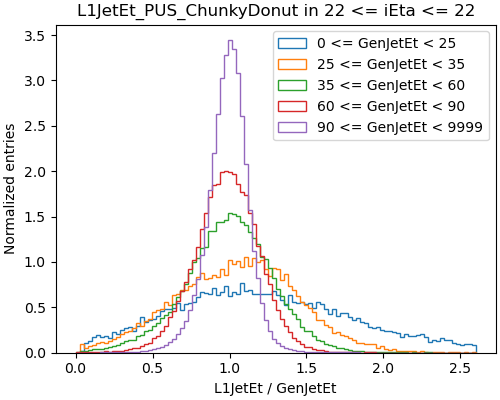 L1JetEt_PUS_ChunkyDonut in 22 <= iEta <= 22
0 <= GenJetEt < 25
25 <= GenJetEt < 35
35 <= GenJetEt < 60
60 <= GenJetEt < 90
90 <= GenJetEt < 9999
Normalized entries
3.5
3.0
2.5
2.0
1.5
1.0
0.5
0.0
0.0 0.5 1.0 1.5 2.0 2.5
L1JetEt / GenJetEt